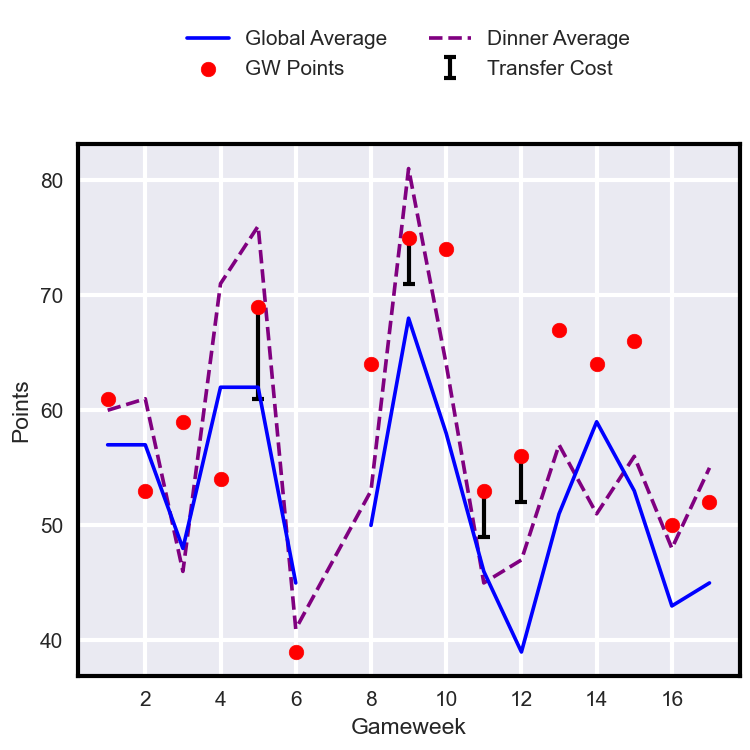 Global Average
Dinner Average
GW Points
Transfer Cost
80
70
60
50
40
Points
2 4 6 8 10 12 14 16
Gameweek